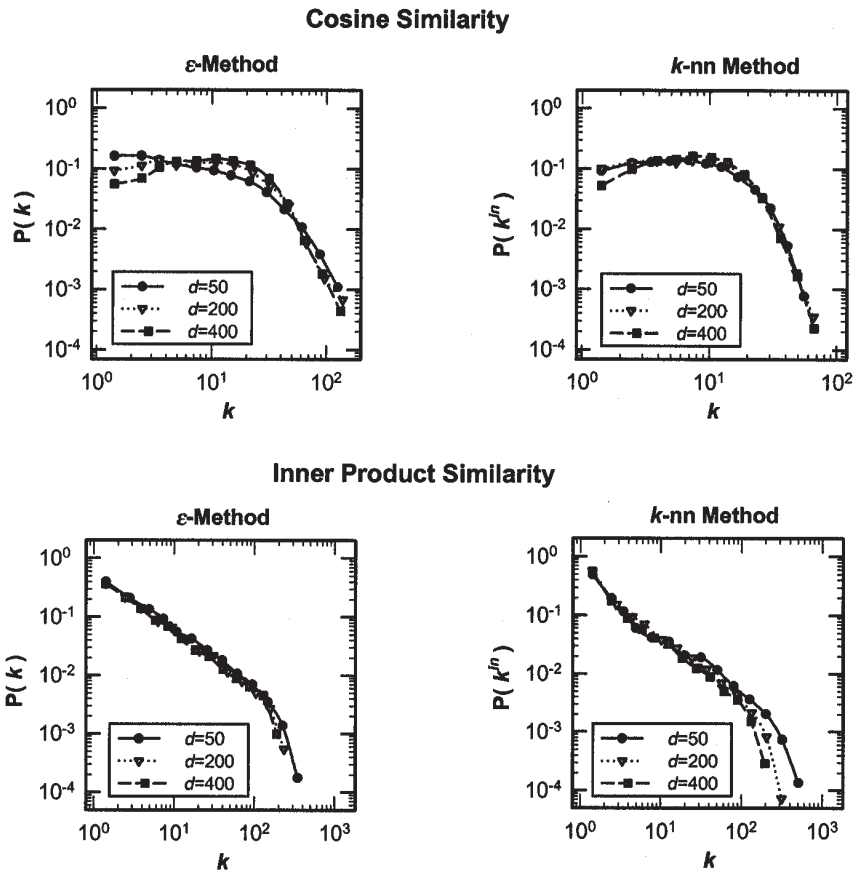 Cosine Similarity
ε-Method
k-nn Method
10⁰
10⁻¹
10⁻²
10⁻³
10⁻⁴
P( k )
d=50
d=200
d=400
10⁰ 10¹ 10²
k
10⁰
10⁻¹
10⁻²
10⁻³
10⁻⁴
P( kⁱⁿ )
d=50
d=200
d=400
10⁰ 10¹ 10²
k
Inner Product Similarity
ε-Method
k-nn Method
10⁰
10⁻¹
10⁻²
10⁻³
10⁻⁴
P( k )
d=50
d=200
d=400
10⁰ 10¹ 10² 10³
k
10⁰
10⁻¹
10⁻²
10⁻³
10⁻⁴
P( kⁱⁿ )
d=50
d=200
d=400
10⁰ 10¹ 10² 10³
k